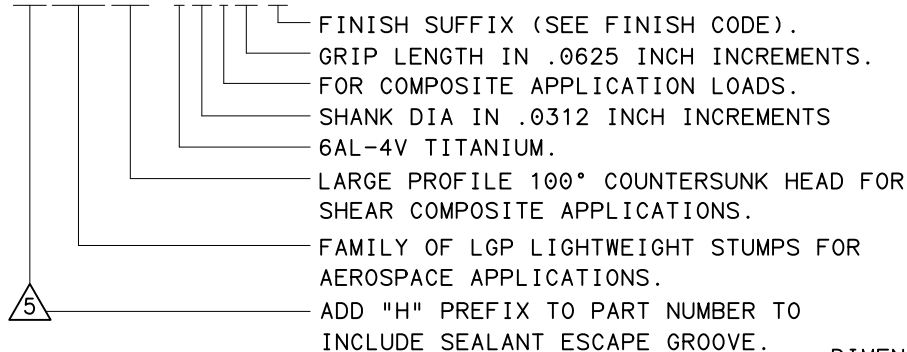 FINISH SUFFIX (SEE FINISH CODE).
GRIP LENGTH IN .0625 INCH INCREMENTS.
FOR COMPOSITE APPLICATION LOADS.
SHANK DIA IN .0312 INCH INCREMENTS
6AL-4V TITANIUM.
LARGE PROFILE 100° COUNTERSUNK HEAD FOR
SHEAR COMPOSITE APPLICATIONS.
FAMILY OF LGP LIGHTWEIGHT STUMPS FOR
AEROSPACE APPLICATIONS.
5
ADD "H" PREFIX TO PART NUMBER TO
INCLUDE SEALANT ESCAPE GROOVE.